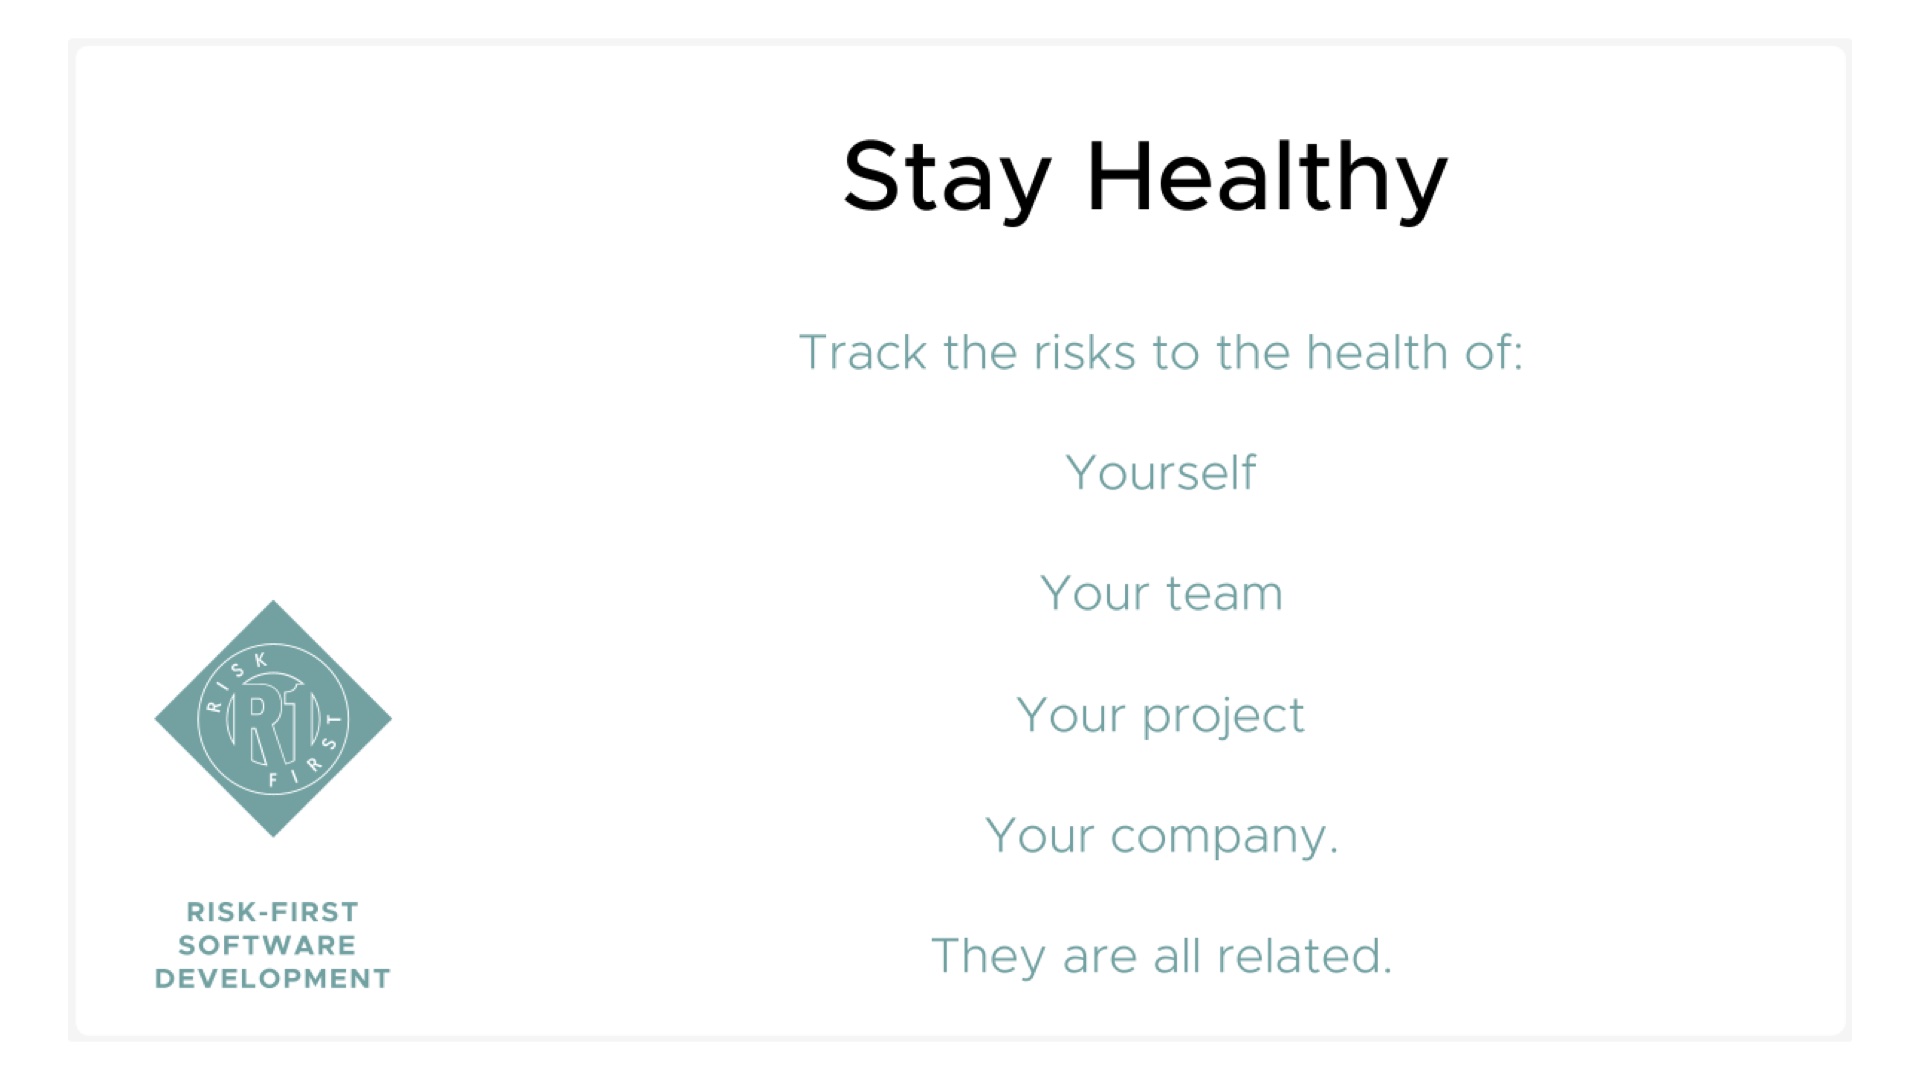 Stay Healthy
Track the risks to the health of:
Yourself
Your team
Your project
Your company.
They are all related.
RISK
R1
FIRST
RISK-FIRST
SOFTWARE
DEVELOPMENT